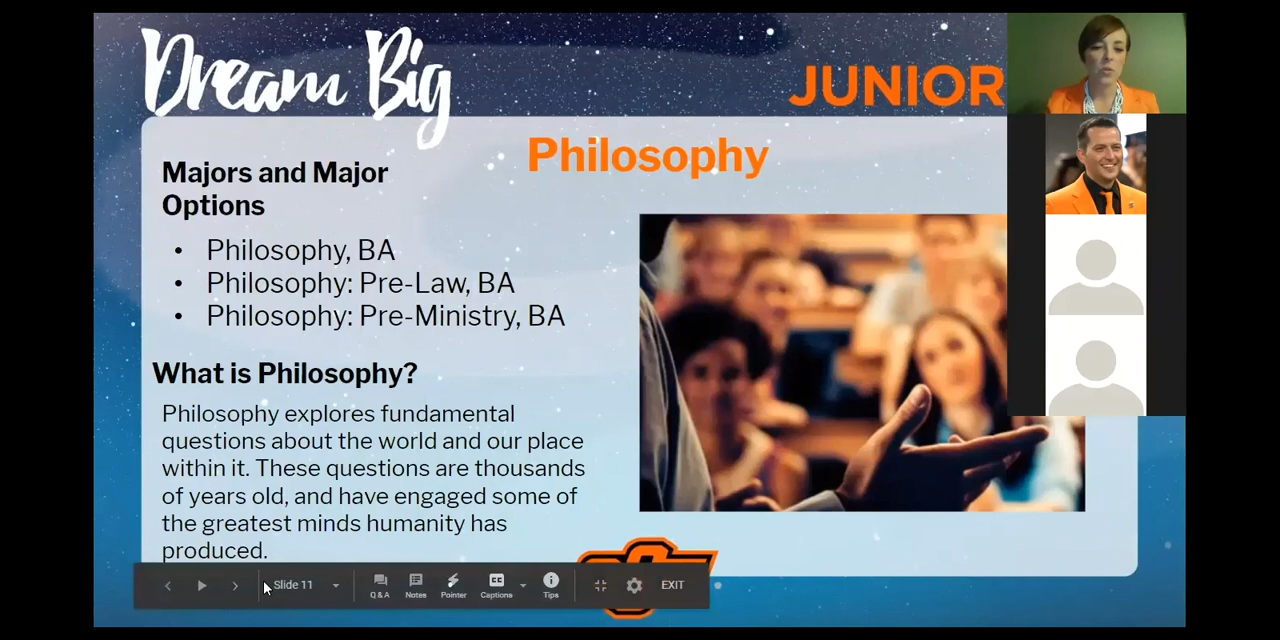 Dream Big
JUNIOR
Philosophy
Majors and Major
Options
• Philosophy, BA
• Philosophy: Pre-Law, BA
• Philosophy: Pre-Ministry, BA
What is Philosophy?
Philosophy explores fundamental
questions about the world and our place
within it. These questions are thousands
of years old, and have engaged some of
the greatest minds humanity has
produced.
Slide 11
Q & A
Notes
Pointer
CC
Captions
Tips
EXIT